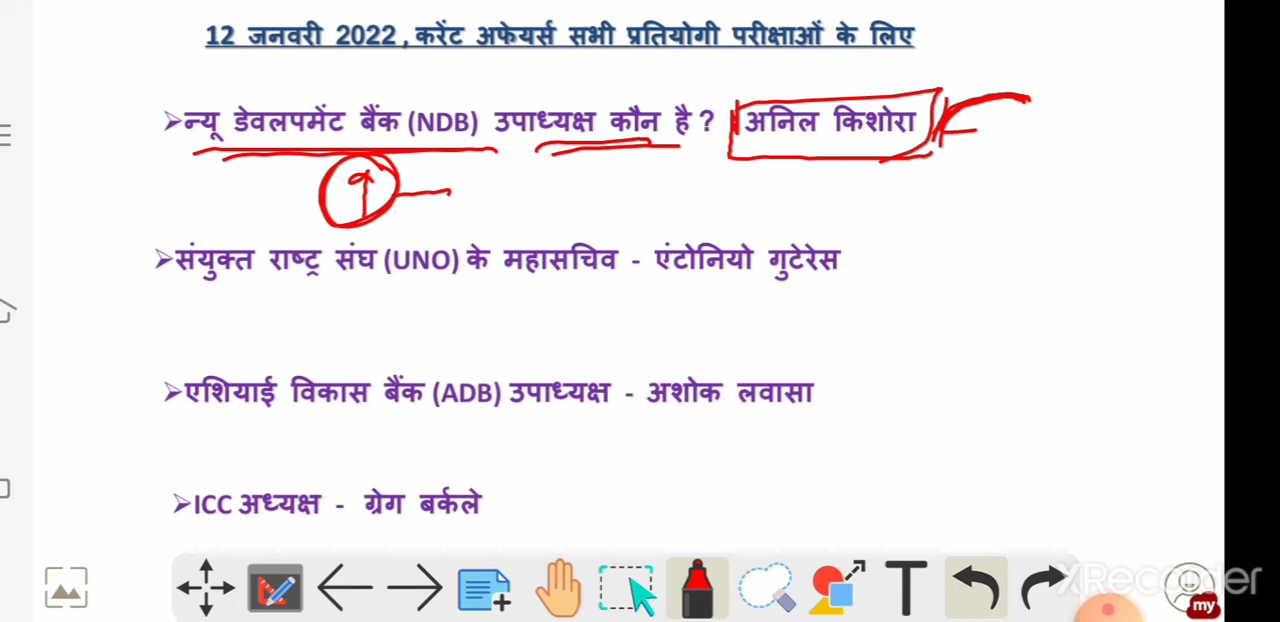 12 जनवरी 2022 , करेंट अफेयर्स सभी प्रतियोगी परीक्षाओं के लिए
➢न्यू डेवलपमेंट बैंक (NDB) उपाध्यक्ष कौन है ? अनिल किशोरा
➢संयुक्त राष्ट्र संघ (UNO) के महासचिव - एंटोनियो गुटेरेस
➢एशियाई विकास बैंक (ADB) उपाध्यक्ष - अशोक लवासा
➢ICC अध्यक्ष - ग्रेग बर्कले
T
XRecorder
my